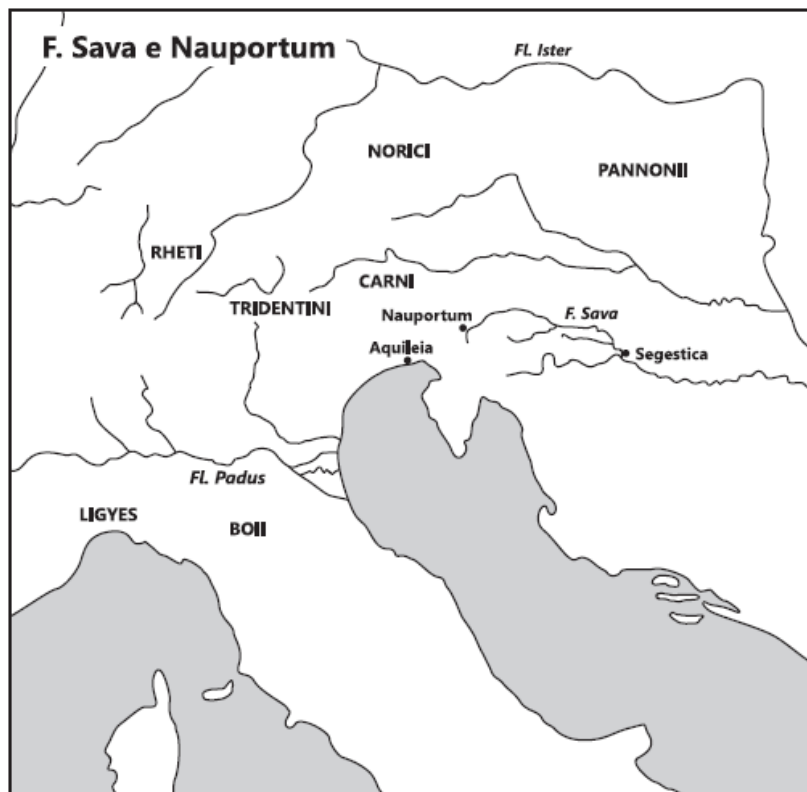 F. Sava e Nauportum
Fl. Ister
NORICI
PANNONII
RHETI
CARNI
TRIDENTINI
Nauportum
F. Sava
Aquileia
Segestica
Fl. Padus
LIGYES
BOII